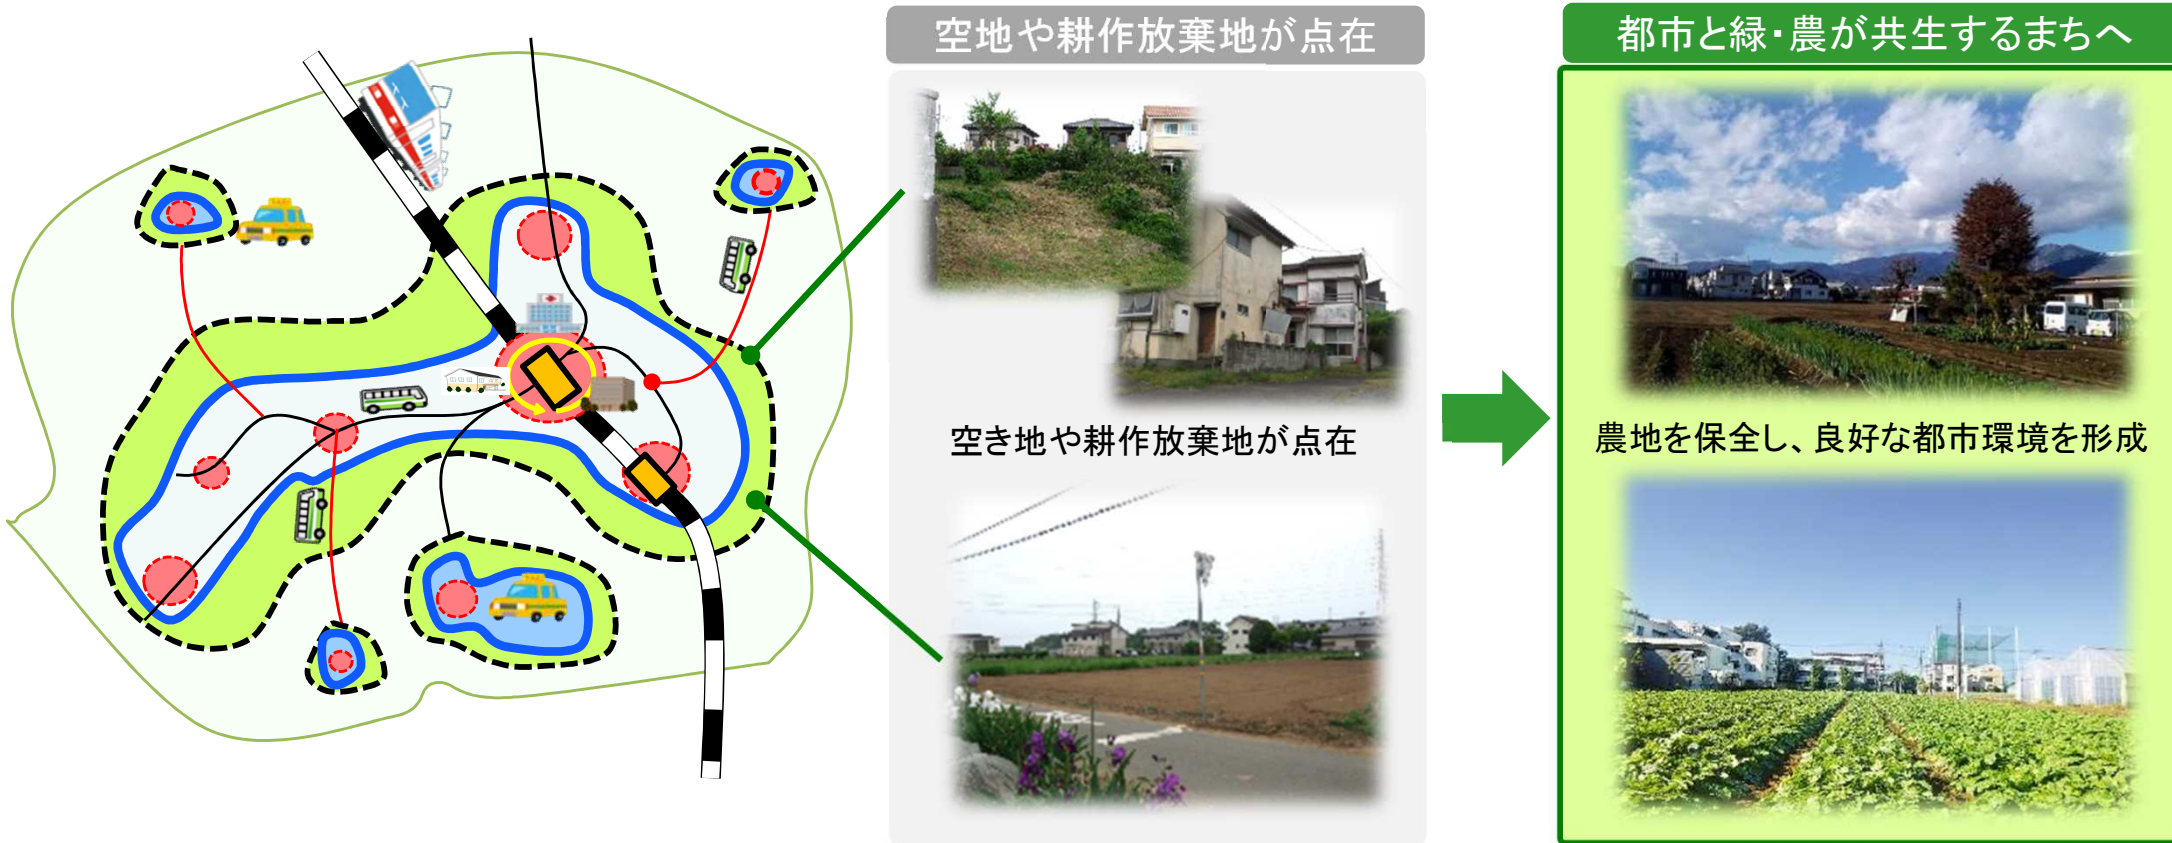 空地や耕作放棄地が点在
都市と緑・農が共生するまちへ
空き地や耕作放棄地が点在
農地を保全し、良好な都市環境を形成
TAXI
TAXI